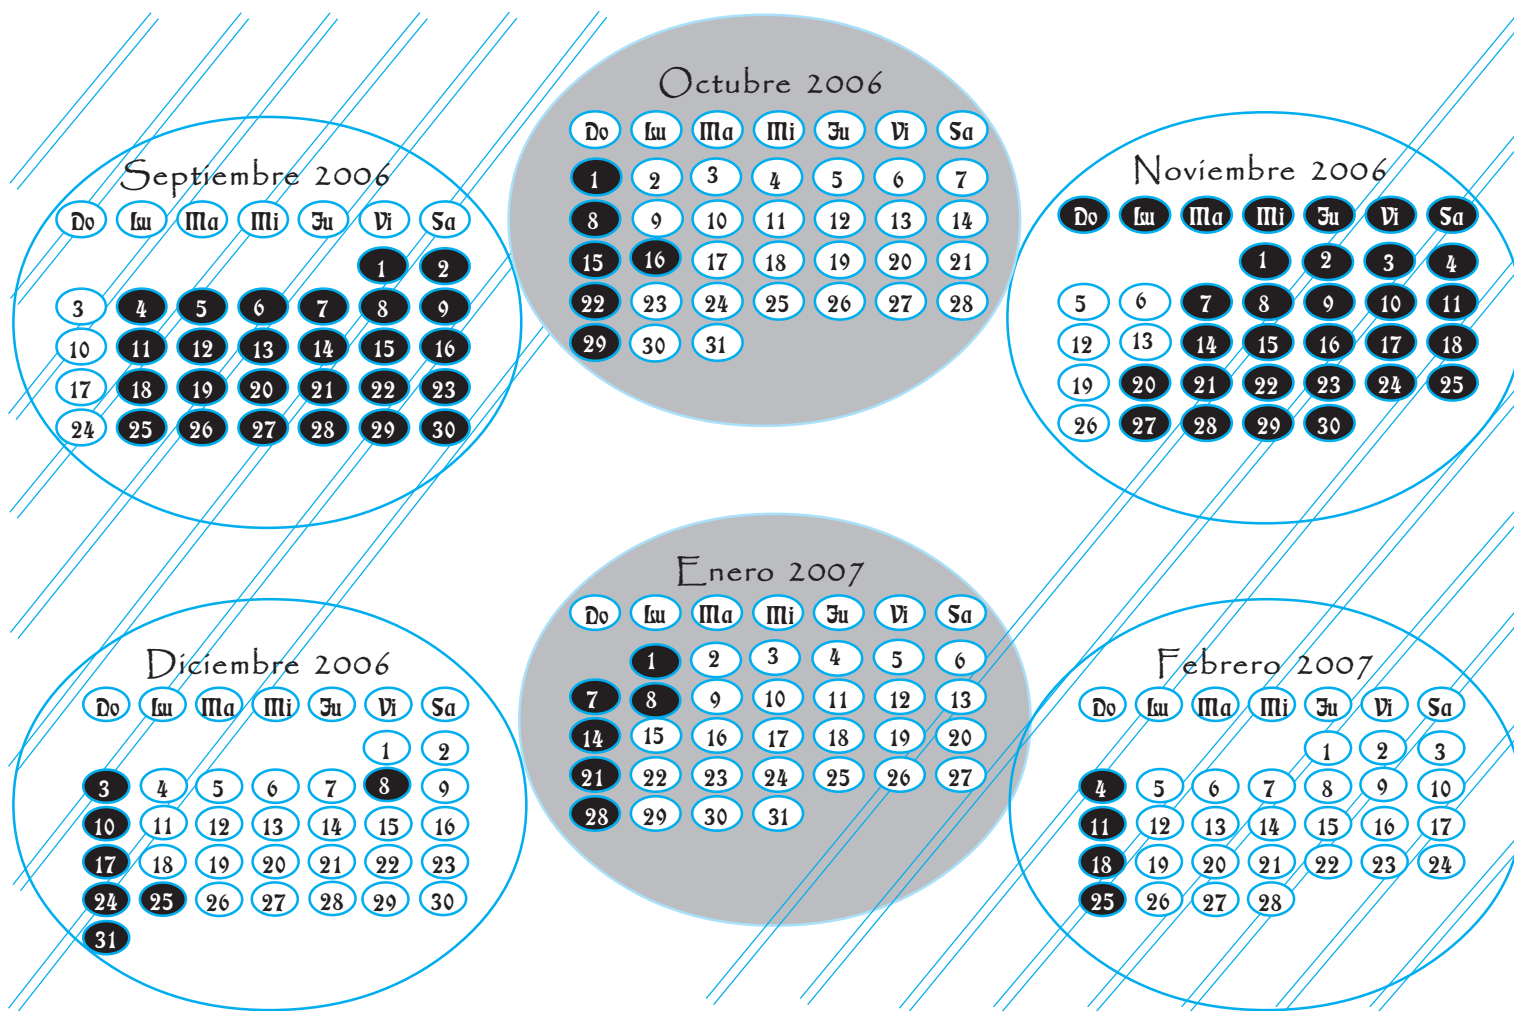 Septiembre 2006
Do Lu Ma Mi Ju Vi Sa
1 2
3 4 5 6 7 8 9
10 11 12 13 14 15 16
17 18 19 20 21 22 23
24 25 26 27 28 29 30
Octubre 2006
Do Lu Ma Mi Ju Vi Sa
1 2 3 4 5 6 7
8 9 10 11 12 13 14
15 16 17 18 19 20 21
22 23 24 25 26 27 28
29 30 31
Noviembre 2006
Do Lu Ma Mi Ju Vi Sa
1 2 3 4
5 6 7 8 9 10 11
12 13 14 15 16 17 18
19 20 21 22 23 24 25
26 27 28 29 30
Diciembre 2006
Do Lu Ma Mi Ju Vi Sa
1 2
3 4 5 6 7 8 9
10 11 12 13 14 15 16
17 18 19 20 21 22 23
24 25 26 27 28 29 30
31
Enero 2007
Do Lu Ma Mi Ju Vi Sa
1 2 3 4 5 6
7 8 9 10 11 12 13
14 15 16 17 18 19 20
21 22 23 24 25 26 27
28 29 30 31
Febrero 2007
Do Lu Ma Mi Ju Vi Sa
1 2 3
4 5 6 7 8 9 10
11 12 13 14 15 16 17
18 19 20 21 22 23 24
25 26 27 28